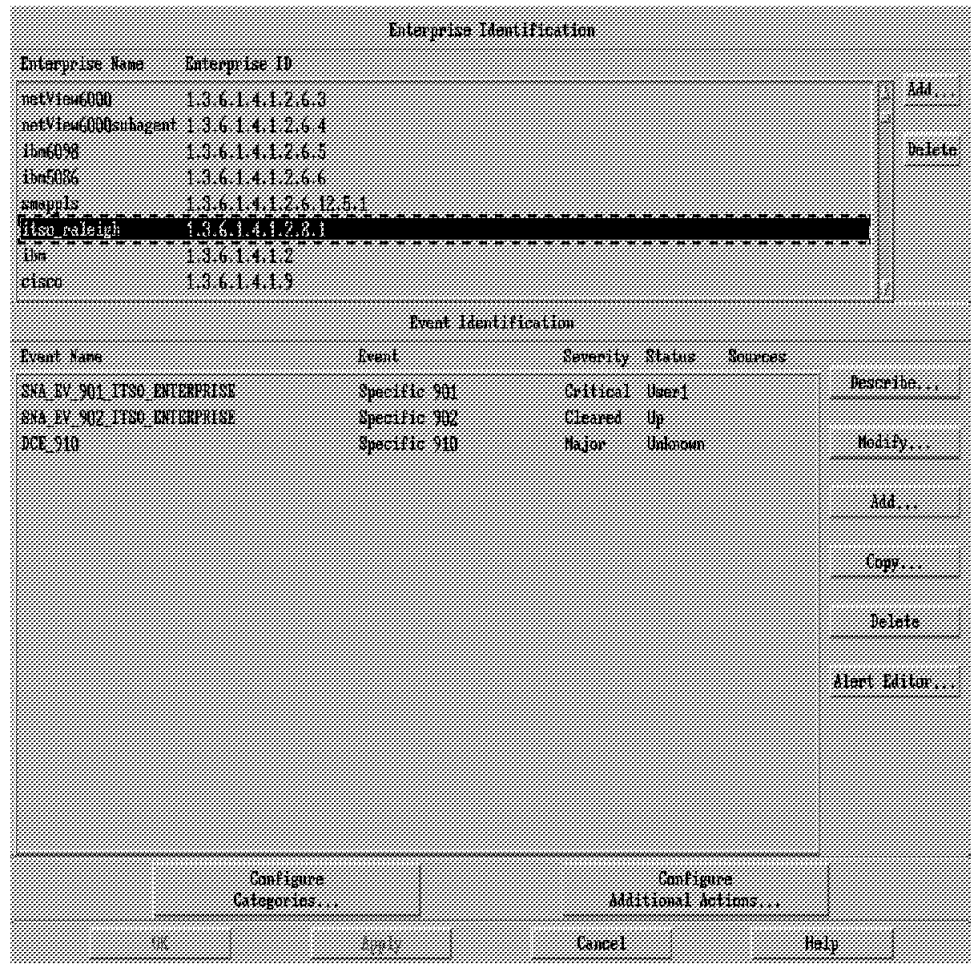 Enterprise Identification
Enterprise Name Enterprise ID
netView6000 1.3.6.1.4.1.2.6.3
netView6000subagent 1.3.6.1.4.1.2.6.4
ibm6098 1.3.6.1.4.1.2.6.5
ibm5086 1.3.6.1.4.1.2.6.6
smappls 1.3.6.1.4.1.2.6.12.5.1
itso_raleigh 1.3.6.1.4.1.2.8.1
ibm 1.3.6.1.4.1.2
cisco 1.3.6.1.4.1.9
Add...
Delete
Event Identification
Event Name Event Severity Status Sources
SNA_EV_901_ITSO_ENTERPRISE Specific 901 Critical User1
SNA_EV_902_ITSO_ENTERPRISE Specific 902 Cleared Up
DCE_910 Specific 910 Major Unknown
Describe...
Modify...
Add...
Copy...
Delete
Alert Editor...
Configure
Categories...
Configure
Additional Actions...
OK Apply Cancel Help